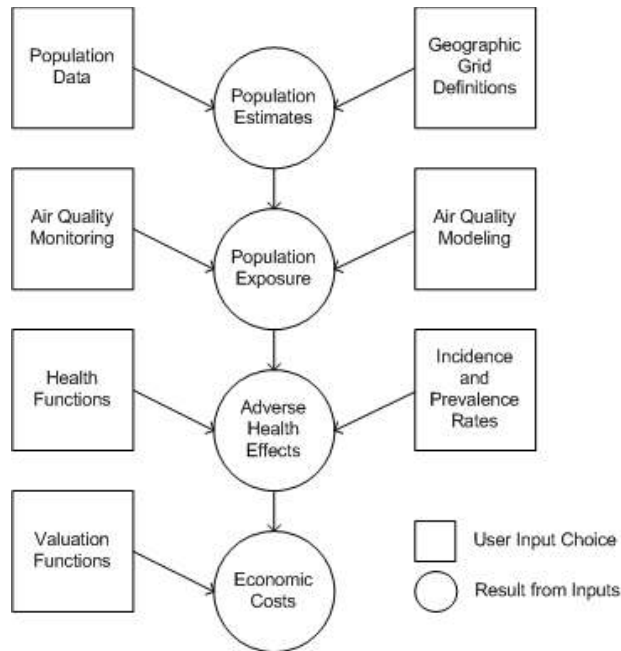 Population
Data
Population
Estimates
Geographic
Grid
Definitions
Air Quality
Monitoring
Population
Exposure
Air Quality
Modeling
Health
Functions
Adverse
Health
Effects
Incidence
and
Prevalence
Rates
Valuation
Functions
Economic
Costs
User Input Choice
Result from Inputs